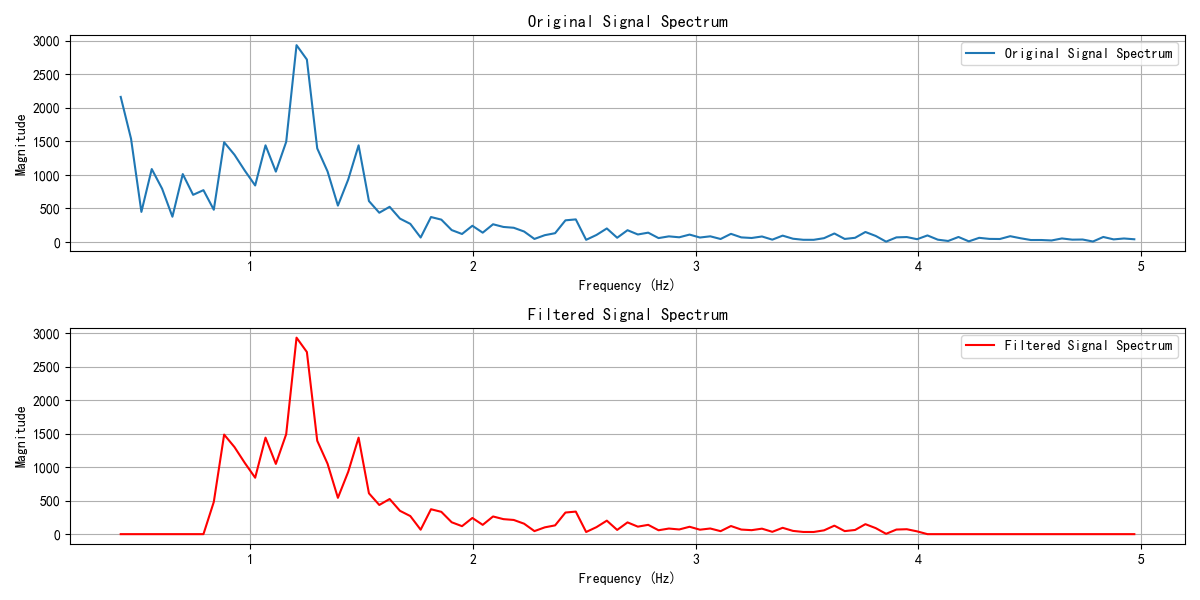 Original Signal Spectrum
3000
2500
2000
1500
1000
500
0
Magnitude
Original Signal Spectrum
1 2 3 4 5
Frequency (Hz)
Filtered Signal Spectrum
3000
2500
2000
1500
1000
500
0
Magnitude
Filtered Signal Spectrum
1 2 3 4 5
Frequency (Hz)